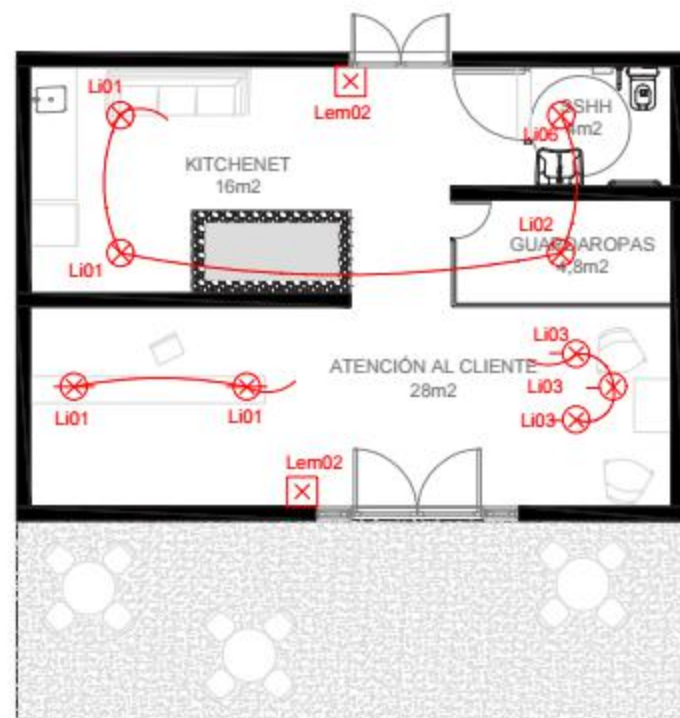 Li01
Lem02
SSHH
4m2
Li06
KITCHENET
16m2
Li02
GUARDAROPAS
4,8m2
Li01
Li03
ATENCIÓN AL CLIENTE
28m2
Li03
Li01
Li01
Li03
Lem02